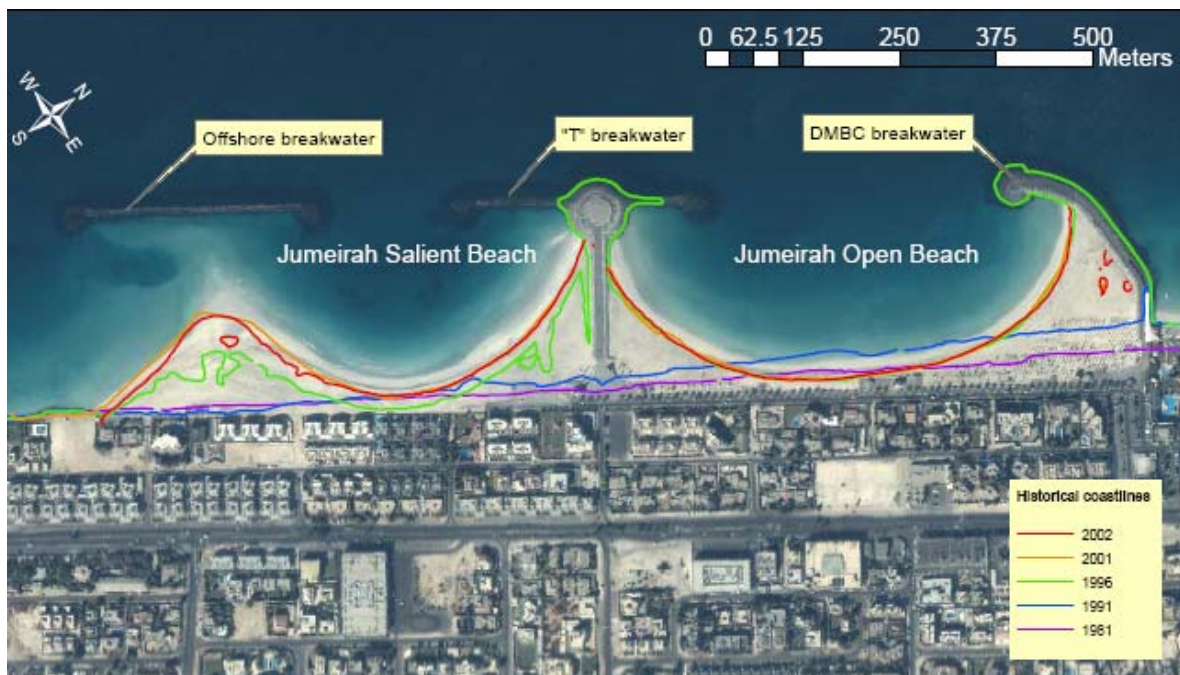 0 62.5 125 250 375 500
Meters
W N
S E
Offshore breakwater
"T" breakwater
DMBC breakwater
Jumeirah Salient Beach
Jumeirah Open Beach
Historical coastlines
2002
2001
1996
1991
1981